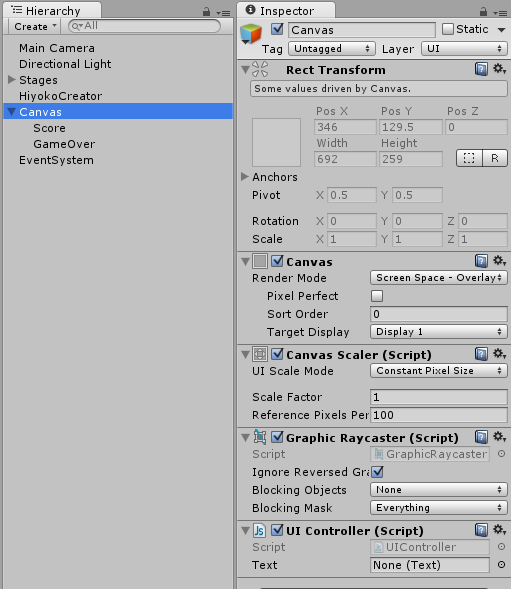 Hierarchy
Create
All
Main Camera
Directional Light
Stages
HiyokoCreator
Canvas
Score
GameOver
EventSystem
Inspector
Canvas
Static
Tag Untagged Layer UI
Rect Transform
Some values driven by Canvas.
Pos X Pos Y Pos Z
346 129.5 0
Width Height
692 259
R
Anchors
Pivot X 0.5 Y 0.5
Rotation X 0 Y 0 Z 0
Scale X 1 Y 1 Z 1
Canvas
Render Mode Screen Space - Overlay
Pixel Perfect
Sort Order 0
Target Display Display 1
Canvas Scaler (Script)
UI Scale Mode Constant Pixel Size
Scale Factor 1
Reference Pixels Per 100
Graphic Raycaster (Script)
Script GraphicRaycaster
Ignore Reversed Gra
Blocking Objects None
Blocking Mask Everything
Js UI Controller (Script)
Script UIController
Text None (Text)